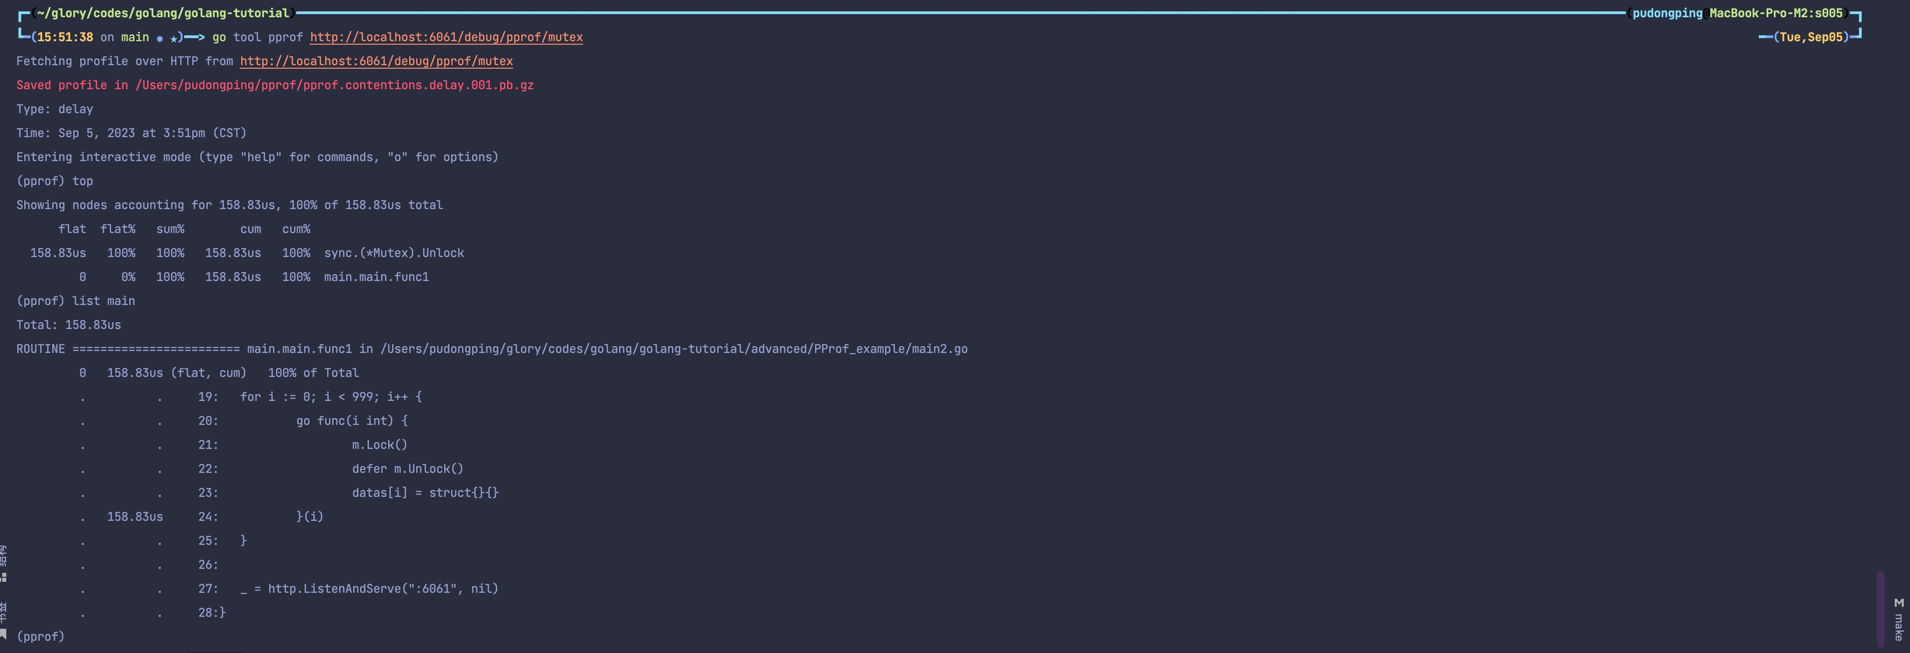 (~/glory/codes/golang/golang-tutorial) (pudongping@MacBook-Pro-M2:s005)
(15:51:38 on main ✹ ★)──> go tool pprof http://localhost:6061/debug/pprof/mutex (Tue,Sep05)
Fetching profile over HTTP from http://localhost:6061/debug/pprof/mutex
Saved profile in /Users/pudongping/pprof/pprof.contentions.delay.001.pb.gz
Type: delay
Time: Sep 5, 2023 at 3:51pm (CST)
Entering interactive mode (type "help" for commands, "o" for options)
(pprof) top
Showing nodes accounting for 158.83us, 100% of 158.83us total
flat flat% sum% cum cum%
158.83us 100% 100% 158.83us 100% sync.(*Mutex).Unlock
0 0% 100% 158.83us 100% main.main.func1
(pprof) list main
Total: 158.83us
ROUTINE ======================== main.main.func1 in /Users/pudongping/glory/codes/golang/golang-tutorial/advanced/PProf_example/main2.go
0 158.83us (flat, cum) 100% of Total
. . 19: for i := 0; i < 999; i++ {
. . 20: go func(i int) {
. . 21: m.Lock()
. . 22: defer m.Unlock()
. . 23: datas[i] = struct{}{}
. 158.83us 24: }(i)
. . 25: }
. . 26:
. . 27: _ = http.ListenAndServe(":6061", nil)
. . 28:}
(pprof)
结构
书签
M make